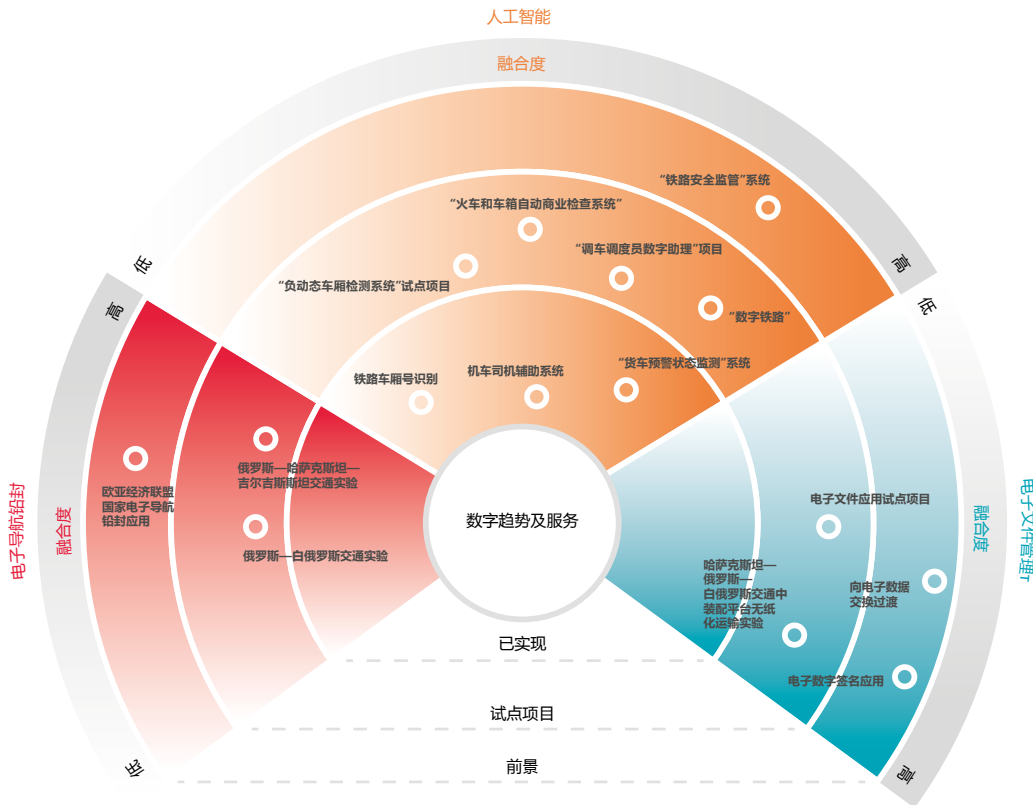 人工智能
融合度
“铁路安全监管”系统
“火车和车箱自动商业检查系统”
“调车调度员数字助理”项目
低
高
“负动态车厢检测系统”试点项目
高
低
“数字铁路”
“货车预警状态监测”系统
机车司机辅助系统
铁路车厢号识别
俄罗斯—哈萨克斯坦—
吉尔吉斯斯坦交通实验
欧亚经济联盟
国家电子导航
铅封应用
电子导航铅封
融合度
俄罗斯—白俄罗斯交通实验
数字趋势及服务
电子文件应用试点项目
融合度
电子文件管理
哈萨克斯坦—
俄罗斯—
白俄罗斯交通中
装配平台无纸
化运输实验
向电子数据
交换过渡
电子数字签名应用
已实现
试点项目
前景
低
高